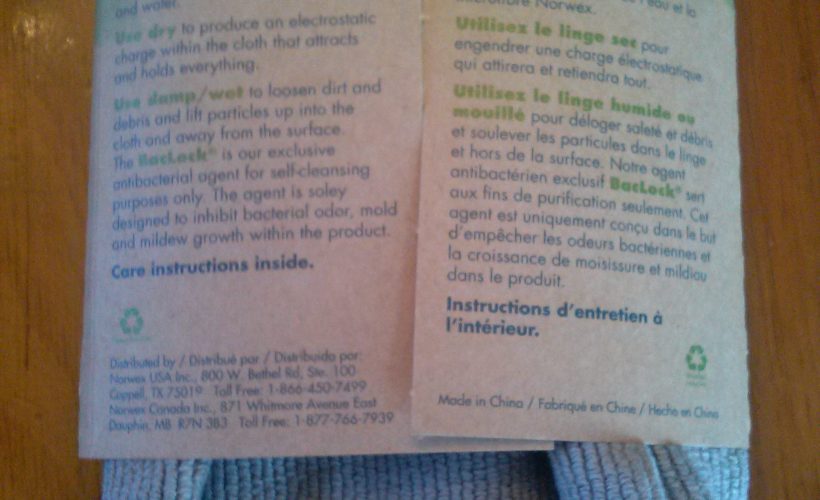 and water.
Use dry to produce an electrostatic
charge within the cloth that attracts
and holds everything.
Use damp/wet to loosen dirt and
debris and lift particles up into the
cloth and away from the surface.
The BacLock® is our exclusive
antibacterial agent for self-cleansing
purposes only. The agent is soley
designed to inhibit bacterial odor, mold
and mildew growth within the product.
Care instructions inside.
Distributed by / Distribué par / Distribuido por:
Norwex USA Inc., 800 W. Bethel Rd, Ste. 100
Coppell, TX 75019 Toll Free: 1-866-450-7499
Norwex Canada Inc., 871 Whitmore Avenue East
Dauphin, MB R7N 3B3 Toll Free: 1-877-766-7939
l'eau et la
microfibre Norwex.
Utilisez le linge sec pour
engendrer une charge électrostatique
qui attirera et retiendra tout.
Utilisez le linge humide ou
mouillé pour déloger saleté et débris
et soulever les particules dans le linge
et hors de la surface. Notre agent
antibactérien exclusif BacLock® sert
aux fins de purification seulement. Cet
agent est uniquement conçu dans le but
d'empêcher les odeurs bactériennes et
la croissance de moisissure et mildiou
dans le produit.
Instructions d'entretien à
l'intérieur.
Made in China / Fabriqué en Chine / Hecho en China